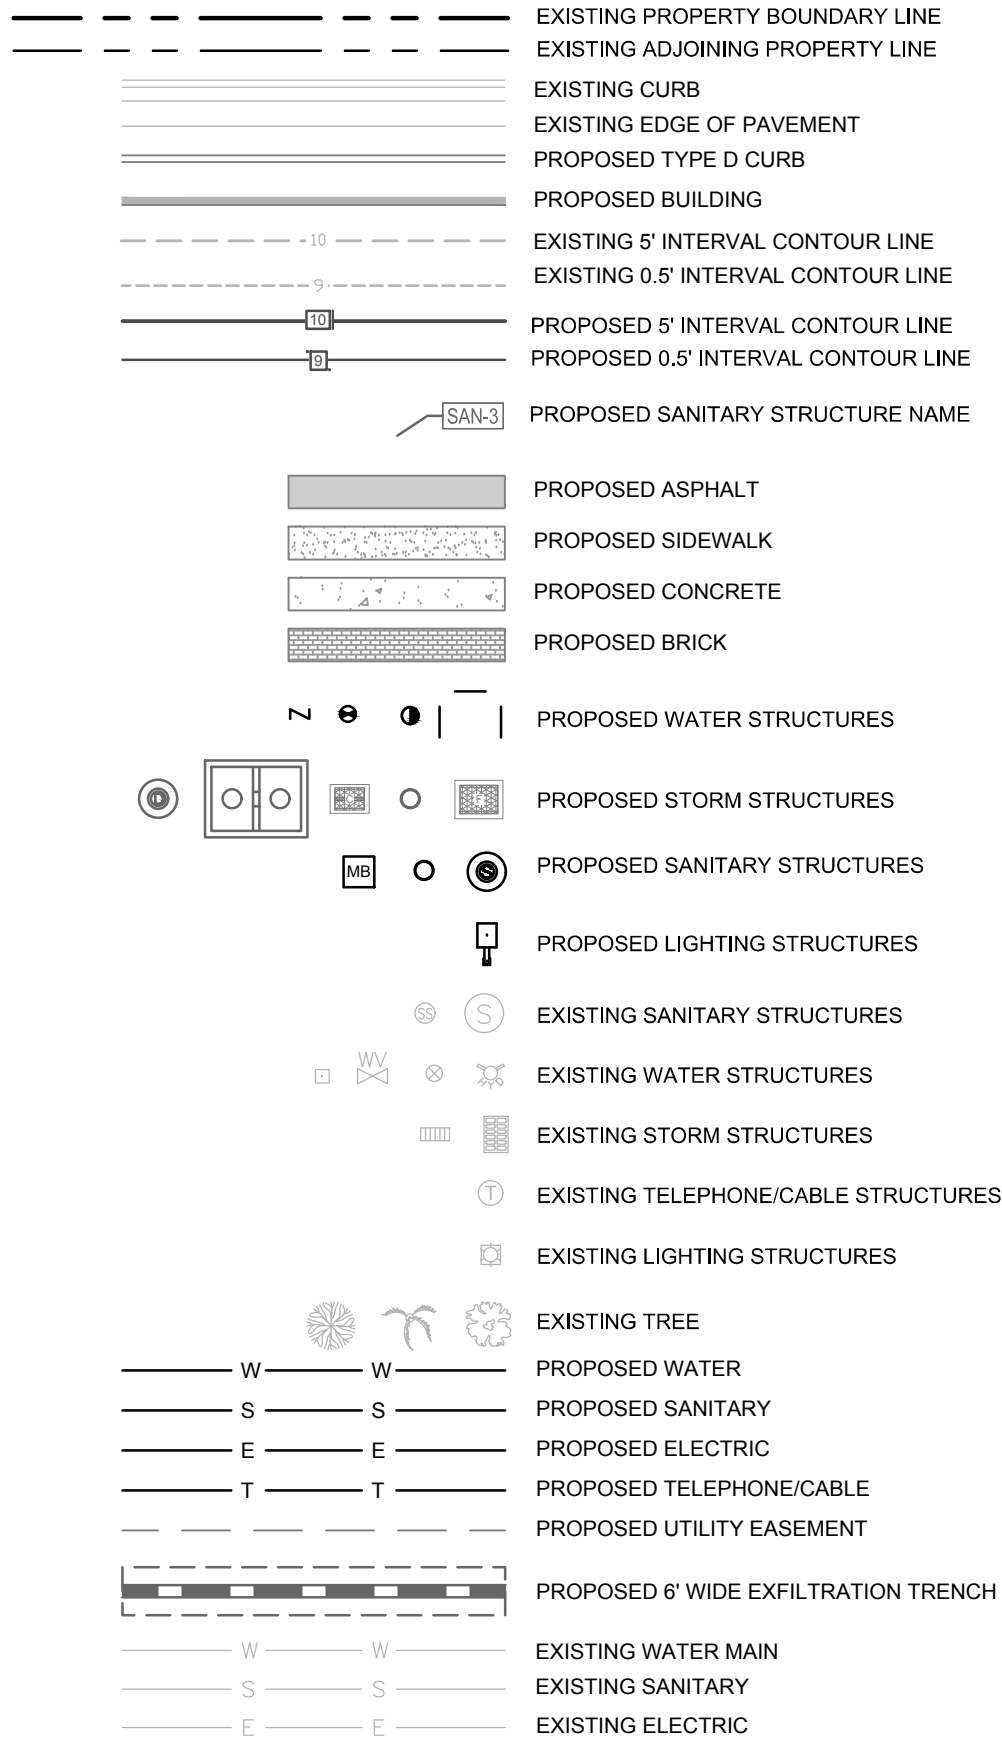 EXISTING PROPERTY BOUNDARY LINE
EXISTING ADJOINING PROPERTY LINE
EXISTING CURB
EXISTING EDGE OF PAVEMENT
PROPOSED TYPE D CURB
PROPOSED BUILDING
10 EXISTING 5' INTERVAL CONTOUR LINE
9 EXISTING 0.5' INTERVAL CONTOUR LINE
10 PROPOSED 5' INTERVAL CONTOUR LINE
9 PROPOSED 0.5' INTERVAL CONTOUR LINE
SAN-3 PROPOSED SANITARY STRUCTURE NAME
PROPOSED ASPHALT
PROPOSED SIDEWALK
PROPOSED CONCRETE
PROPOSED BRICK
PROPOSED WATER STRUCTURES
D C F PROPOSED STORM STRUCTURES
MB S PROPOSED SANITARY STRUCTURES
PROPOSED LIGHTING STRUCTURES
SS S EXISTING SANITARY STRUCTURES
WV
EXISTING WATER STRUCTURES
EXISTING STORM STRUCTURES
T EXISTING TELEPHONE/CABLE STRUCTURES
EXISTING LIGHTING STRUCTURES
EXISTING TREE
W W PROPOSED WATER
S S PROPOSED SANITARY
E E PROPOSED ELECTRIC
T T PROPOSED TELEPHONE/CABLE
PROPOSED UTILITY EASEMENT
PROPOSED 6' WIDE EXFILTRATION TRENCH
W W EXISTING WATER MAIN
S S EXISTING SANITARY
E E EXISTING ELECTRIC